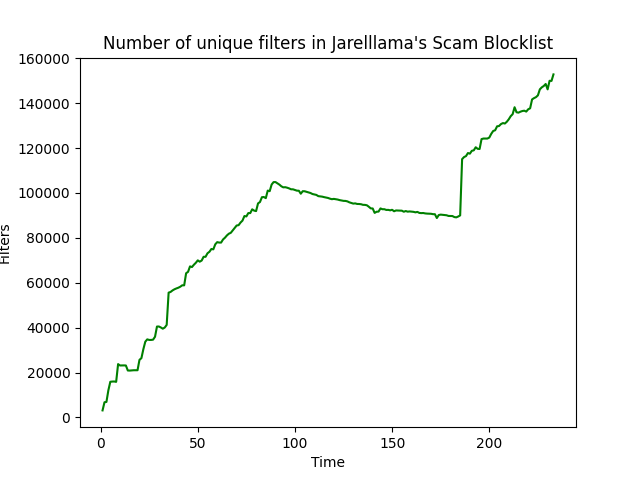 Number of unique filters in Jarelllama's Scam Blocklist
160000
140000
120000
100000
80000
60000
40000
20000
0
Filters
0 50 100 150 200
Time